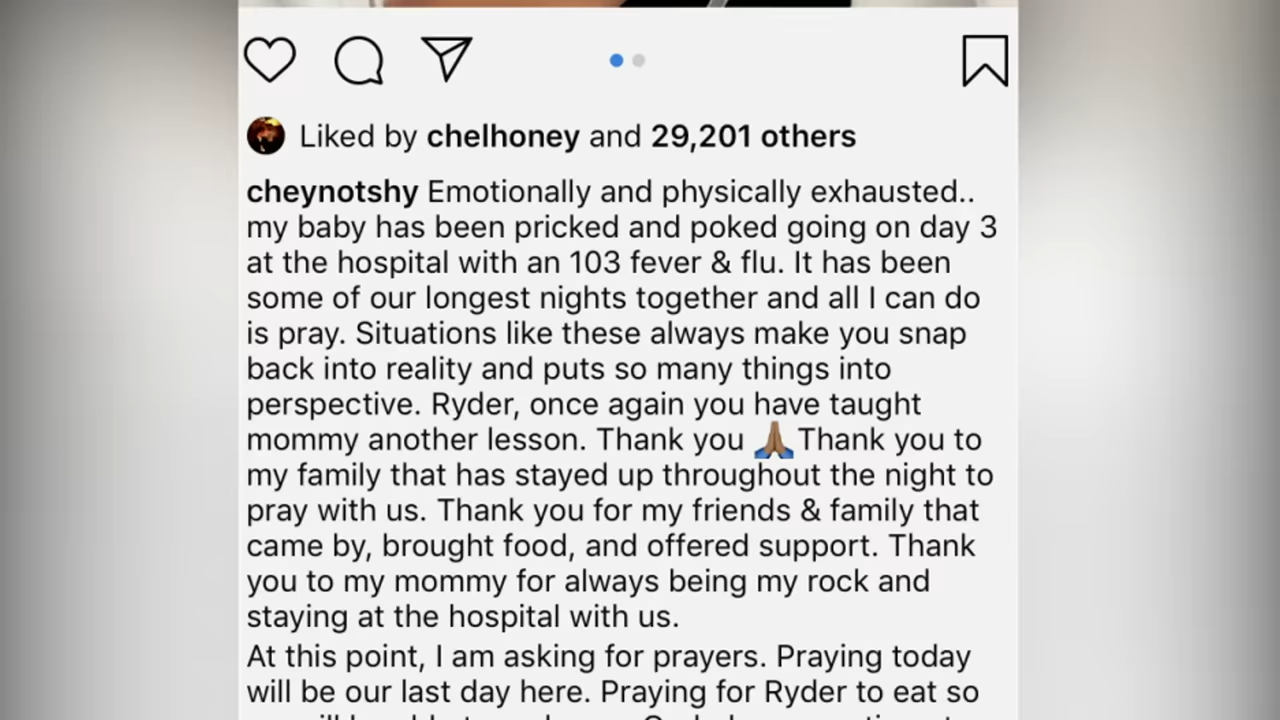 Liked by chelhoney and 29,201 others
cheynotshy Emotionally and physically exhausted..
my baby has been pricked and poked going on day 3
at the hospital with an 103 fever & flu. It has been
some of our longest nights together and all I can do
is pray. Situations like these always make you snap
back into reality and puts so many things into
perspective. Ryder, once again you have taught
mommy another lesson. Thank you 🙏🏽Thank you to
my family that has stayed up throughout the night to
pray with us. Thank you for my friends & family that
came by, brought food, and offered support. Thank
you to my mommy for always being my rock and
staying at the hospital with us.
At this point, I am asking for prayers. Praying today
will be our last day here. Praying for Ryder to eat so